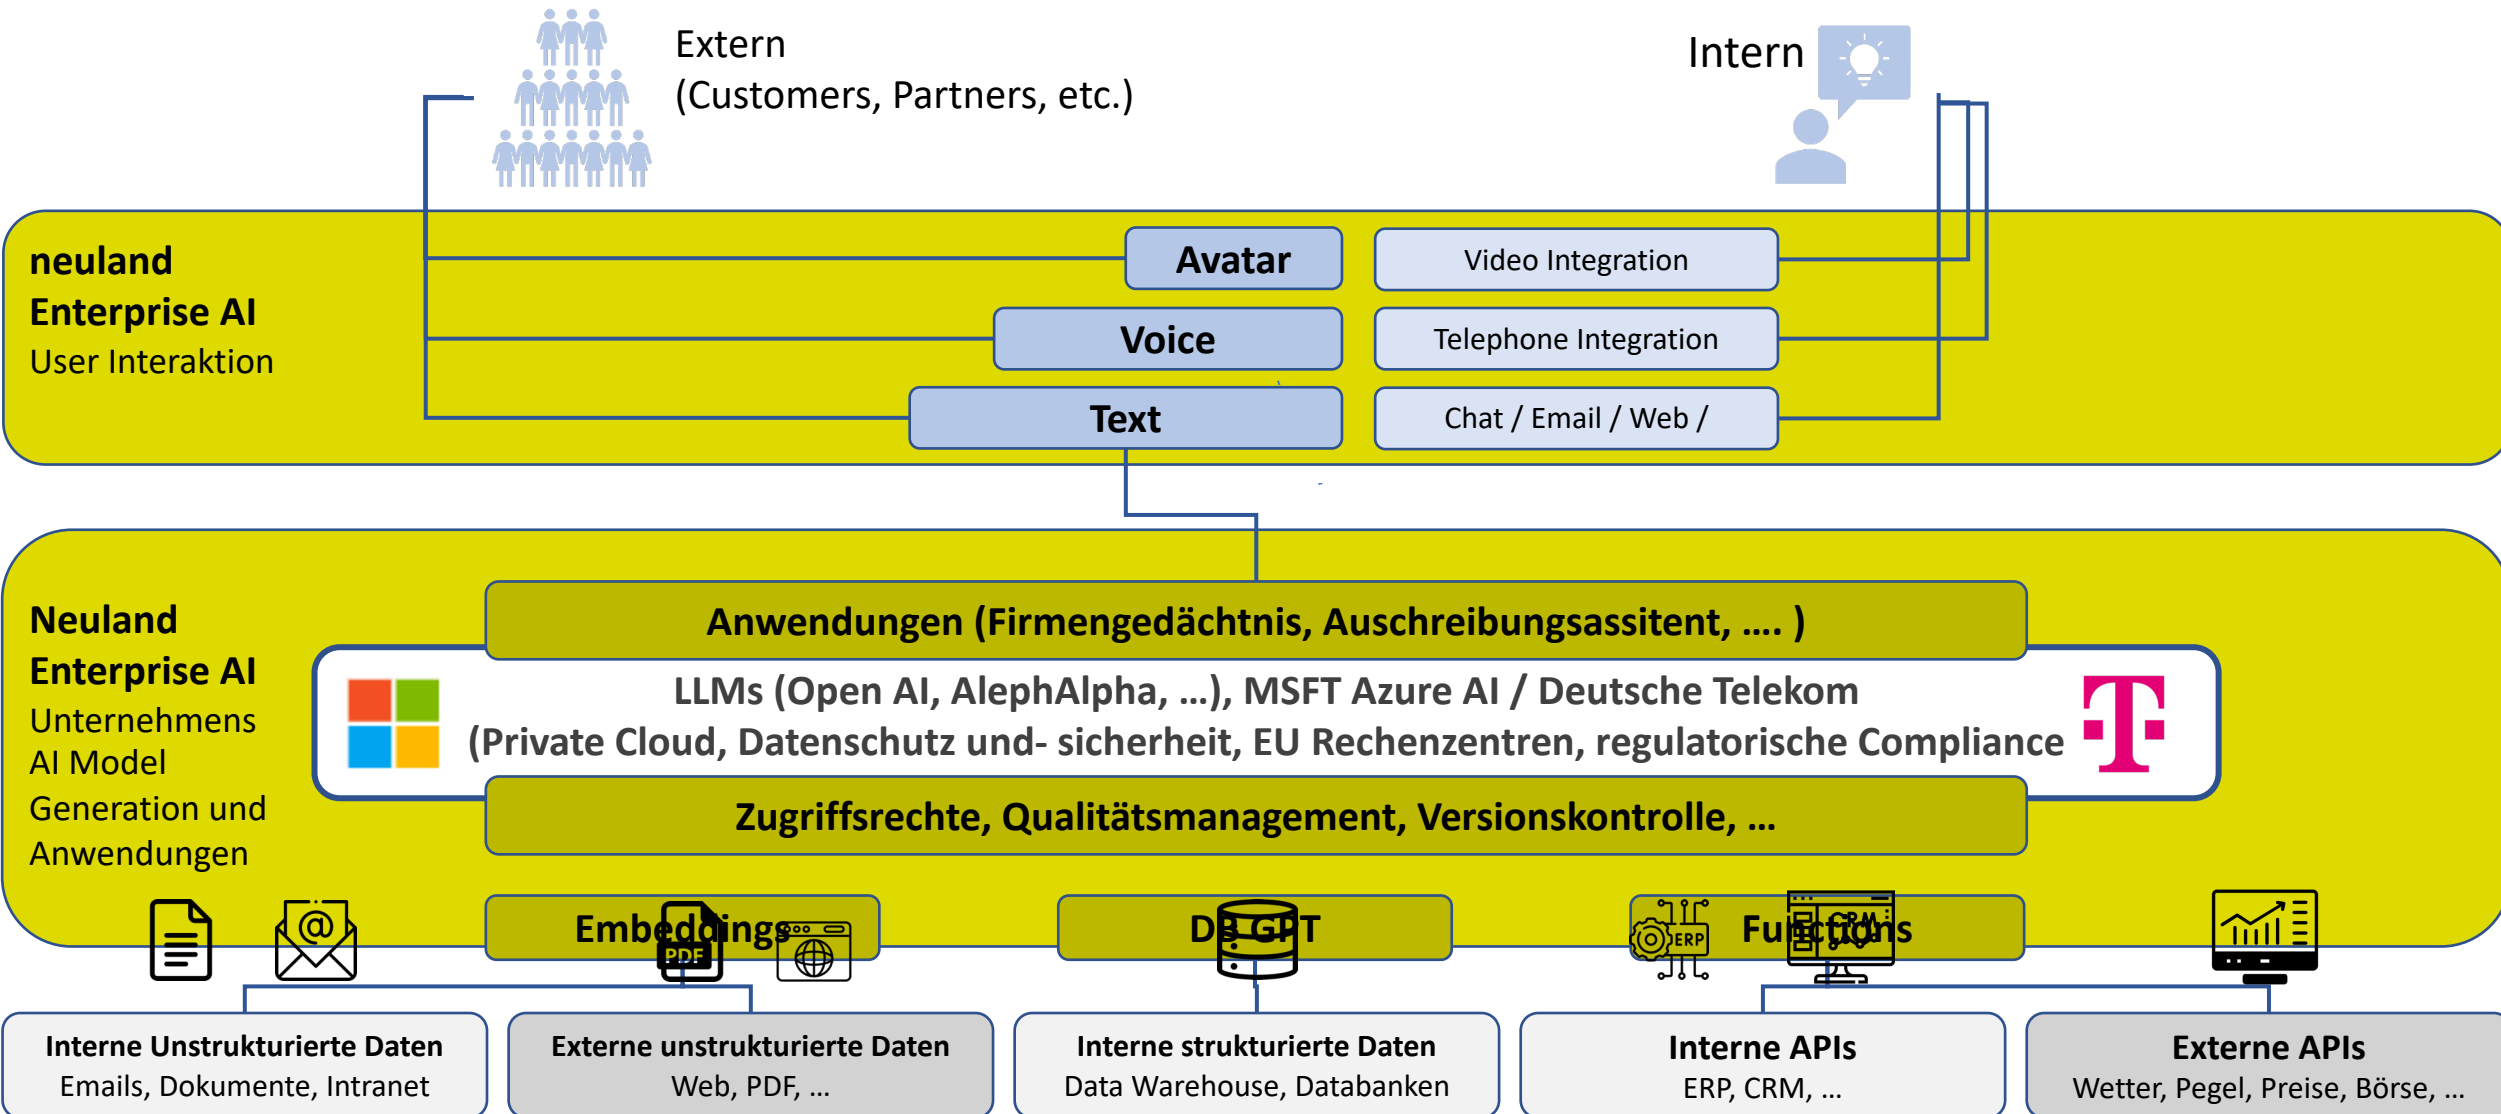 Extern
(Customers, Partners, etc.)
Intern
neuland
Enterprise AI
User Interaktion
Avatar
Video Integration
Voice
Telephone Integration
Text
Chat / Email / Web /
Neuland
Enterprise AI
Unternehmens
AI Model
Generation und
Anwendungen
Anwendungen (Firmengedächtnis, Auschreibungsassitent, .... )
LLMs (Open AI, AlephAlpha, ...), MSFT Azure AI / Deutsche Telekom
(Private Cloud, Datenschutz und- sicherheit, EU Rechenzentren, regulatorische Compliance
T
Zugriffsrechte, Qualitätsmanagement, Versionskontrolle, ...
@
Embeddings
PDF
DB GPT
ERP
Functions
CRM
Interne Unstrukturierte Daten
Emails, Dokumente, Intranet
Externe unstrukturierte Daten
Web, PDF, ...
Interne strukturierte Daten
Data Warehouse, Databanken
Interne APIs
ERP, CRM, ...
Externe APIs
Wetter, Pegel, Preise, Börse, ...